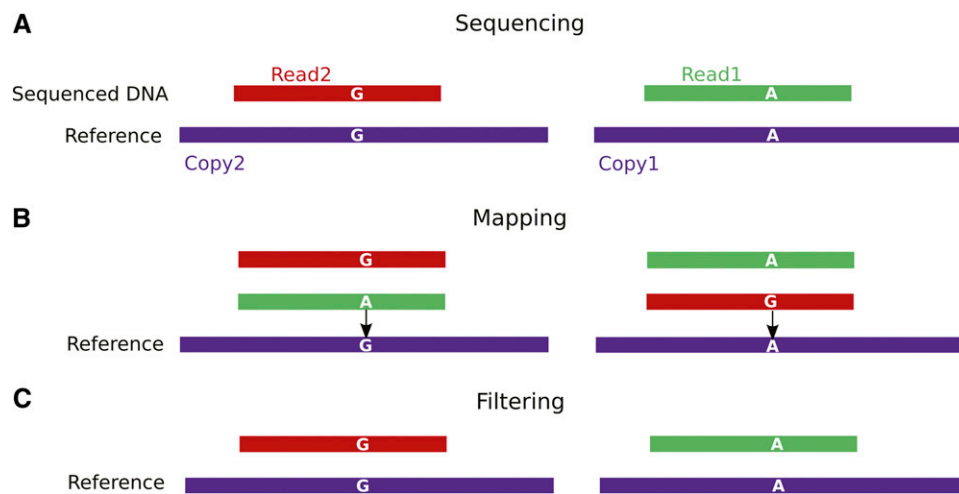 A
Sequencing
Read2
Read1
Sequenced DNA
G
A
Reference
G
A
Copy2
Copy1
B
Mapping
G
A
A
G
Reference
G
A
C
Filtering
G
A
Reference
G
A